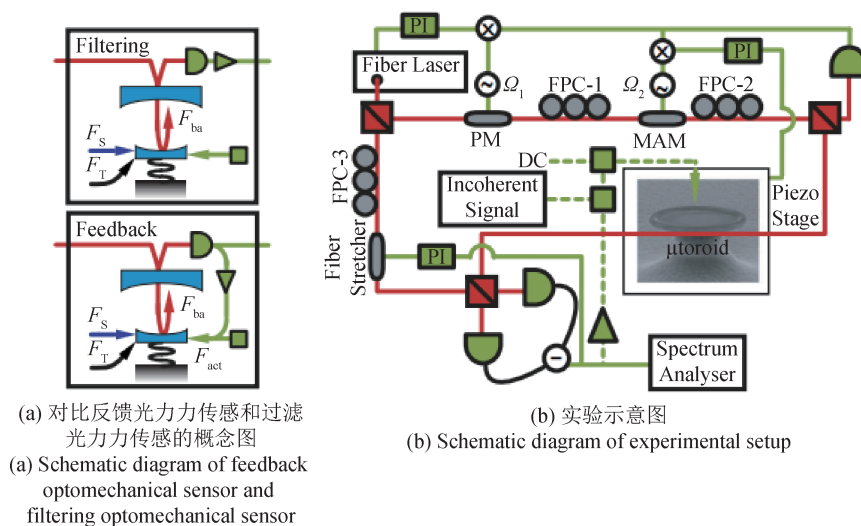 Filtering
F_ba
F_S
F_T
Feedback
F_ba
F_S
F_T
F_act
(a) 对比反馈光力力传感和过滤
光力力传感的概念图
(a) Schematic diagram of feedback
optomechanical sensor and
filtering optomechanical sensor
PI
Fiber Laser
Ω_1
FPC-1
PM
Ω_2
PI
FPC-2
MAM
FPC-3
DC
Incoherent
Signal
Piezo
Stage
μtoroid
Fiber
Stretcher
PI
Spectrum
Analyser
(b) 实验示意图
(b) Schematic diagram of experimental setup